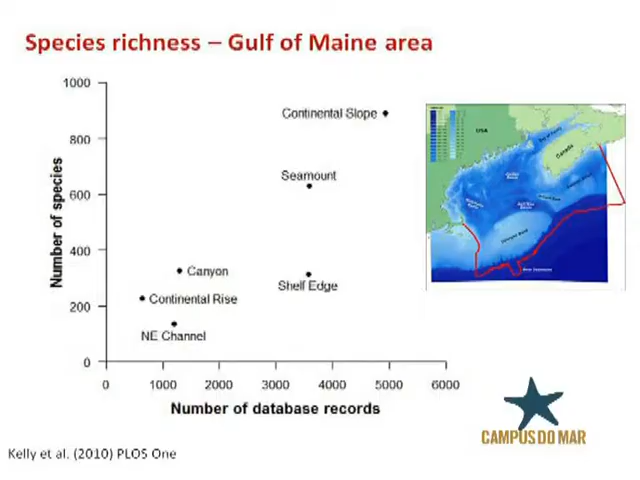 Species richness – Gulf of Maine area
1000
800
600
400
200
0
Number of species
Continental Slope
Seamount
Canyon
Shelf Edge
Continental Rise
NE Channel
0 1000 2000 3000 4000 5000 6000
Number of database records
USA
Canada
CAMPUS DO MAR
Kelly et al. (2010) PLOS One